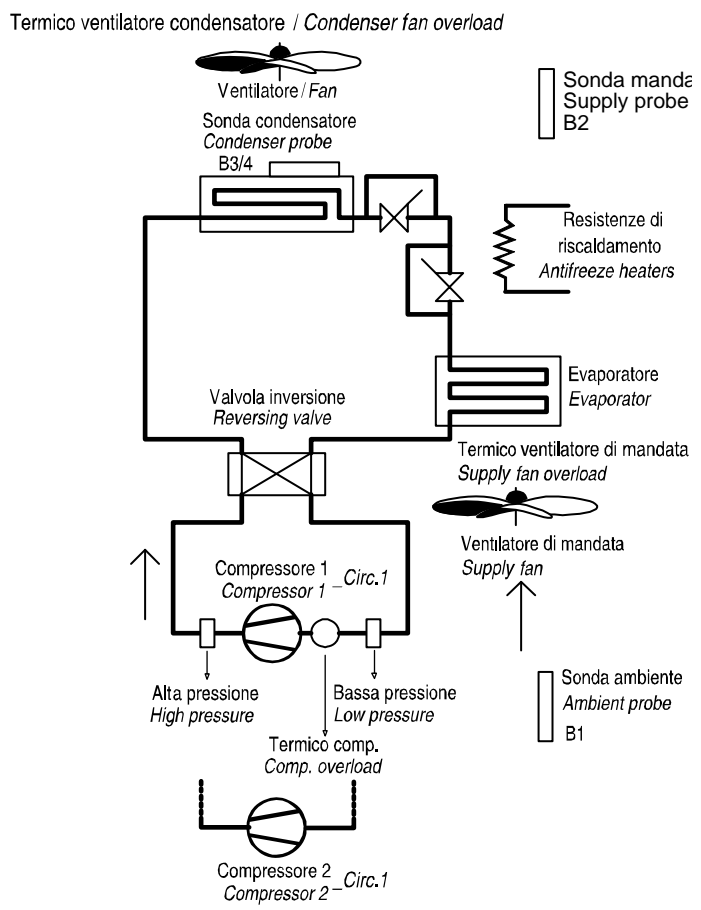 Termico ventilatore condensatore / Condenser fan overload
Ventilatore / Fan
Sonda condensatore
Condenser probe
B3/4
Sonda manda
Supply probe
B2
Resistenze di
riscaldamento
Antifreeze heaters
Evaporatore
Evaporator
Valvola inversione
Reversing valve
Termico ventilatore di mandata
Supply fan overload
Ventilatore di mandata
Supply fan
Compressore 1
Compressor 1 _Circ.1
Alta pressione
High pressure
Bassa pressione
Low pressure
Termico comp.
Comp. overload
Sonda ambiente
Ambient probe
B1
Compressore 2
Compressor 2 _Circ.1